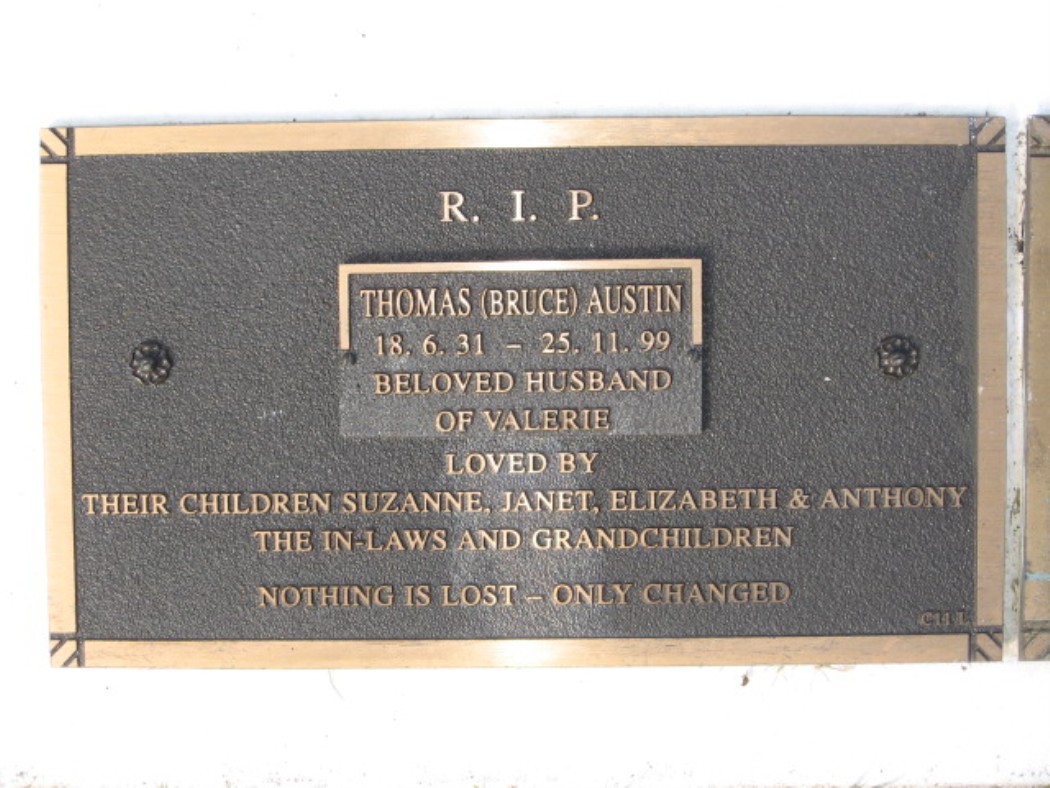 R. I. P.
THOMAS (BRUCE) AUSTIN
18. 6. 31 – 25. 11. 99
BELOVED HUSBAND
OF VALERIE
LOVED BY
THEIR CHILDREN SUZANNE, JANET, ELIZABETH & ANTHONY
THE IN-LAWS AND GRANDCHILDREN
NOTHING IS LOST – ONLY CHANGED